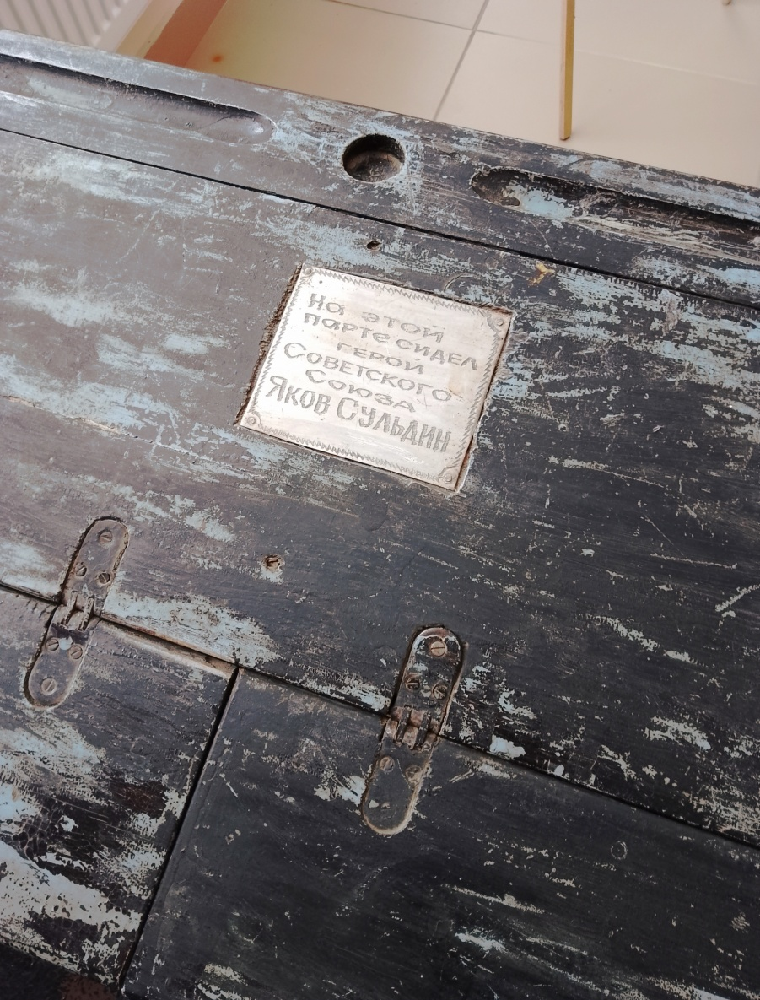 На этой
парте сидел
герой
Советского
Союза
Яков Сульдин